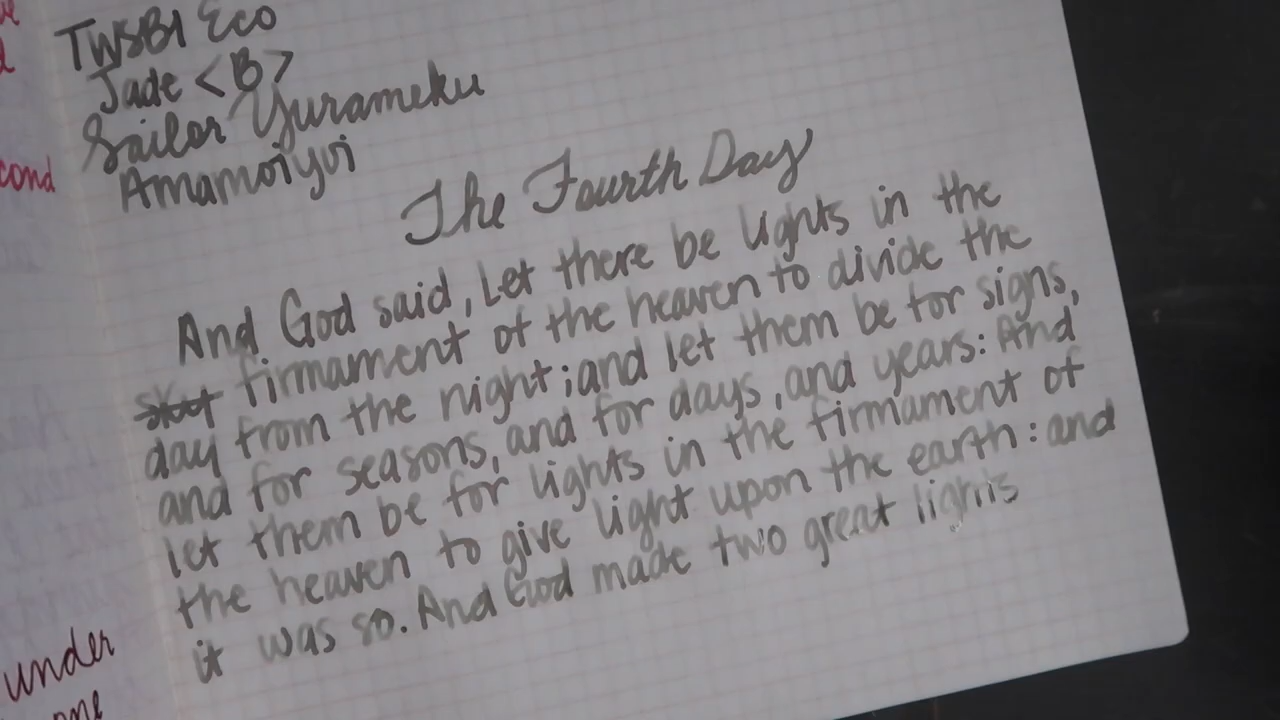 TWSBI Eco
Jade <B>
Sailor Yurameku
Amamoiyoi
The Fourth Day
And God said, Let there be lights in the
firmament of the heaven to divide the
day from the night; and let them be for signs,
and for seasons, and for days, and years: And
let them be for lights in the firmament of
the heaven to give light upon the earth: and
it was so. And God made two great lights
cond
under
one